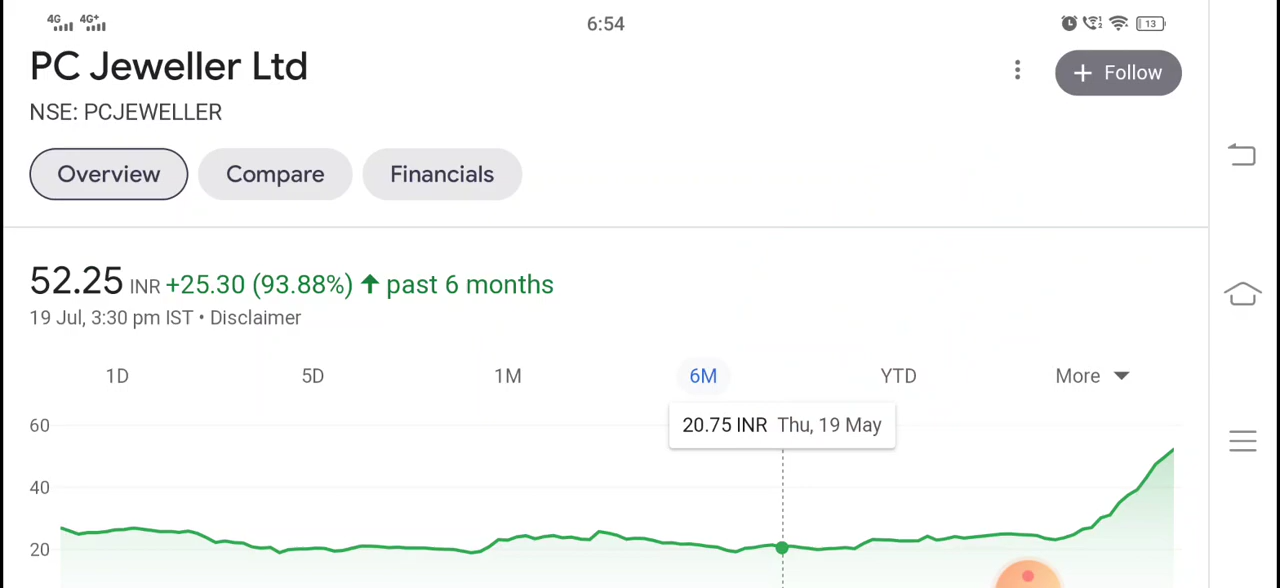 4G 4G+ 6:54 13
PC Jeweller Ltd
+ Follow
NSE: PCJEWELLER
Overview Compare Financials
52.25 INR +25.30 (93.88%) ↑ past 6 months
19 Jul, 3:30 pm IST • Disclaimer
1D 5D 1M 6M YTD More
20.75 INR Thu, 19 May
60
40
20